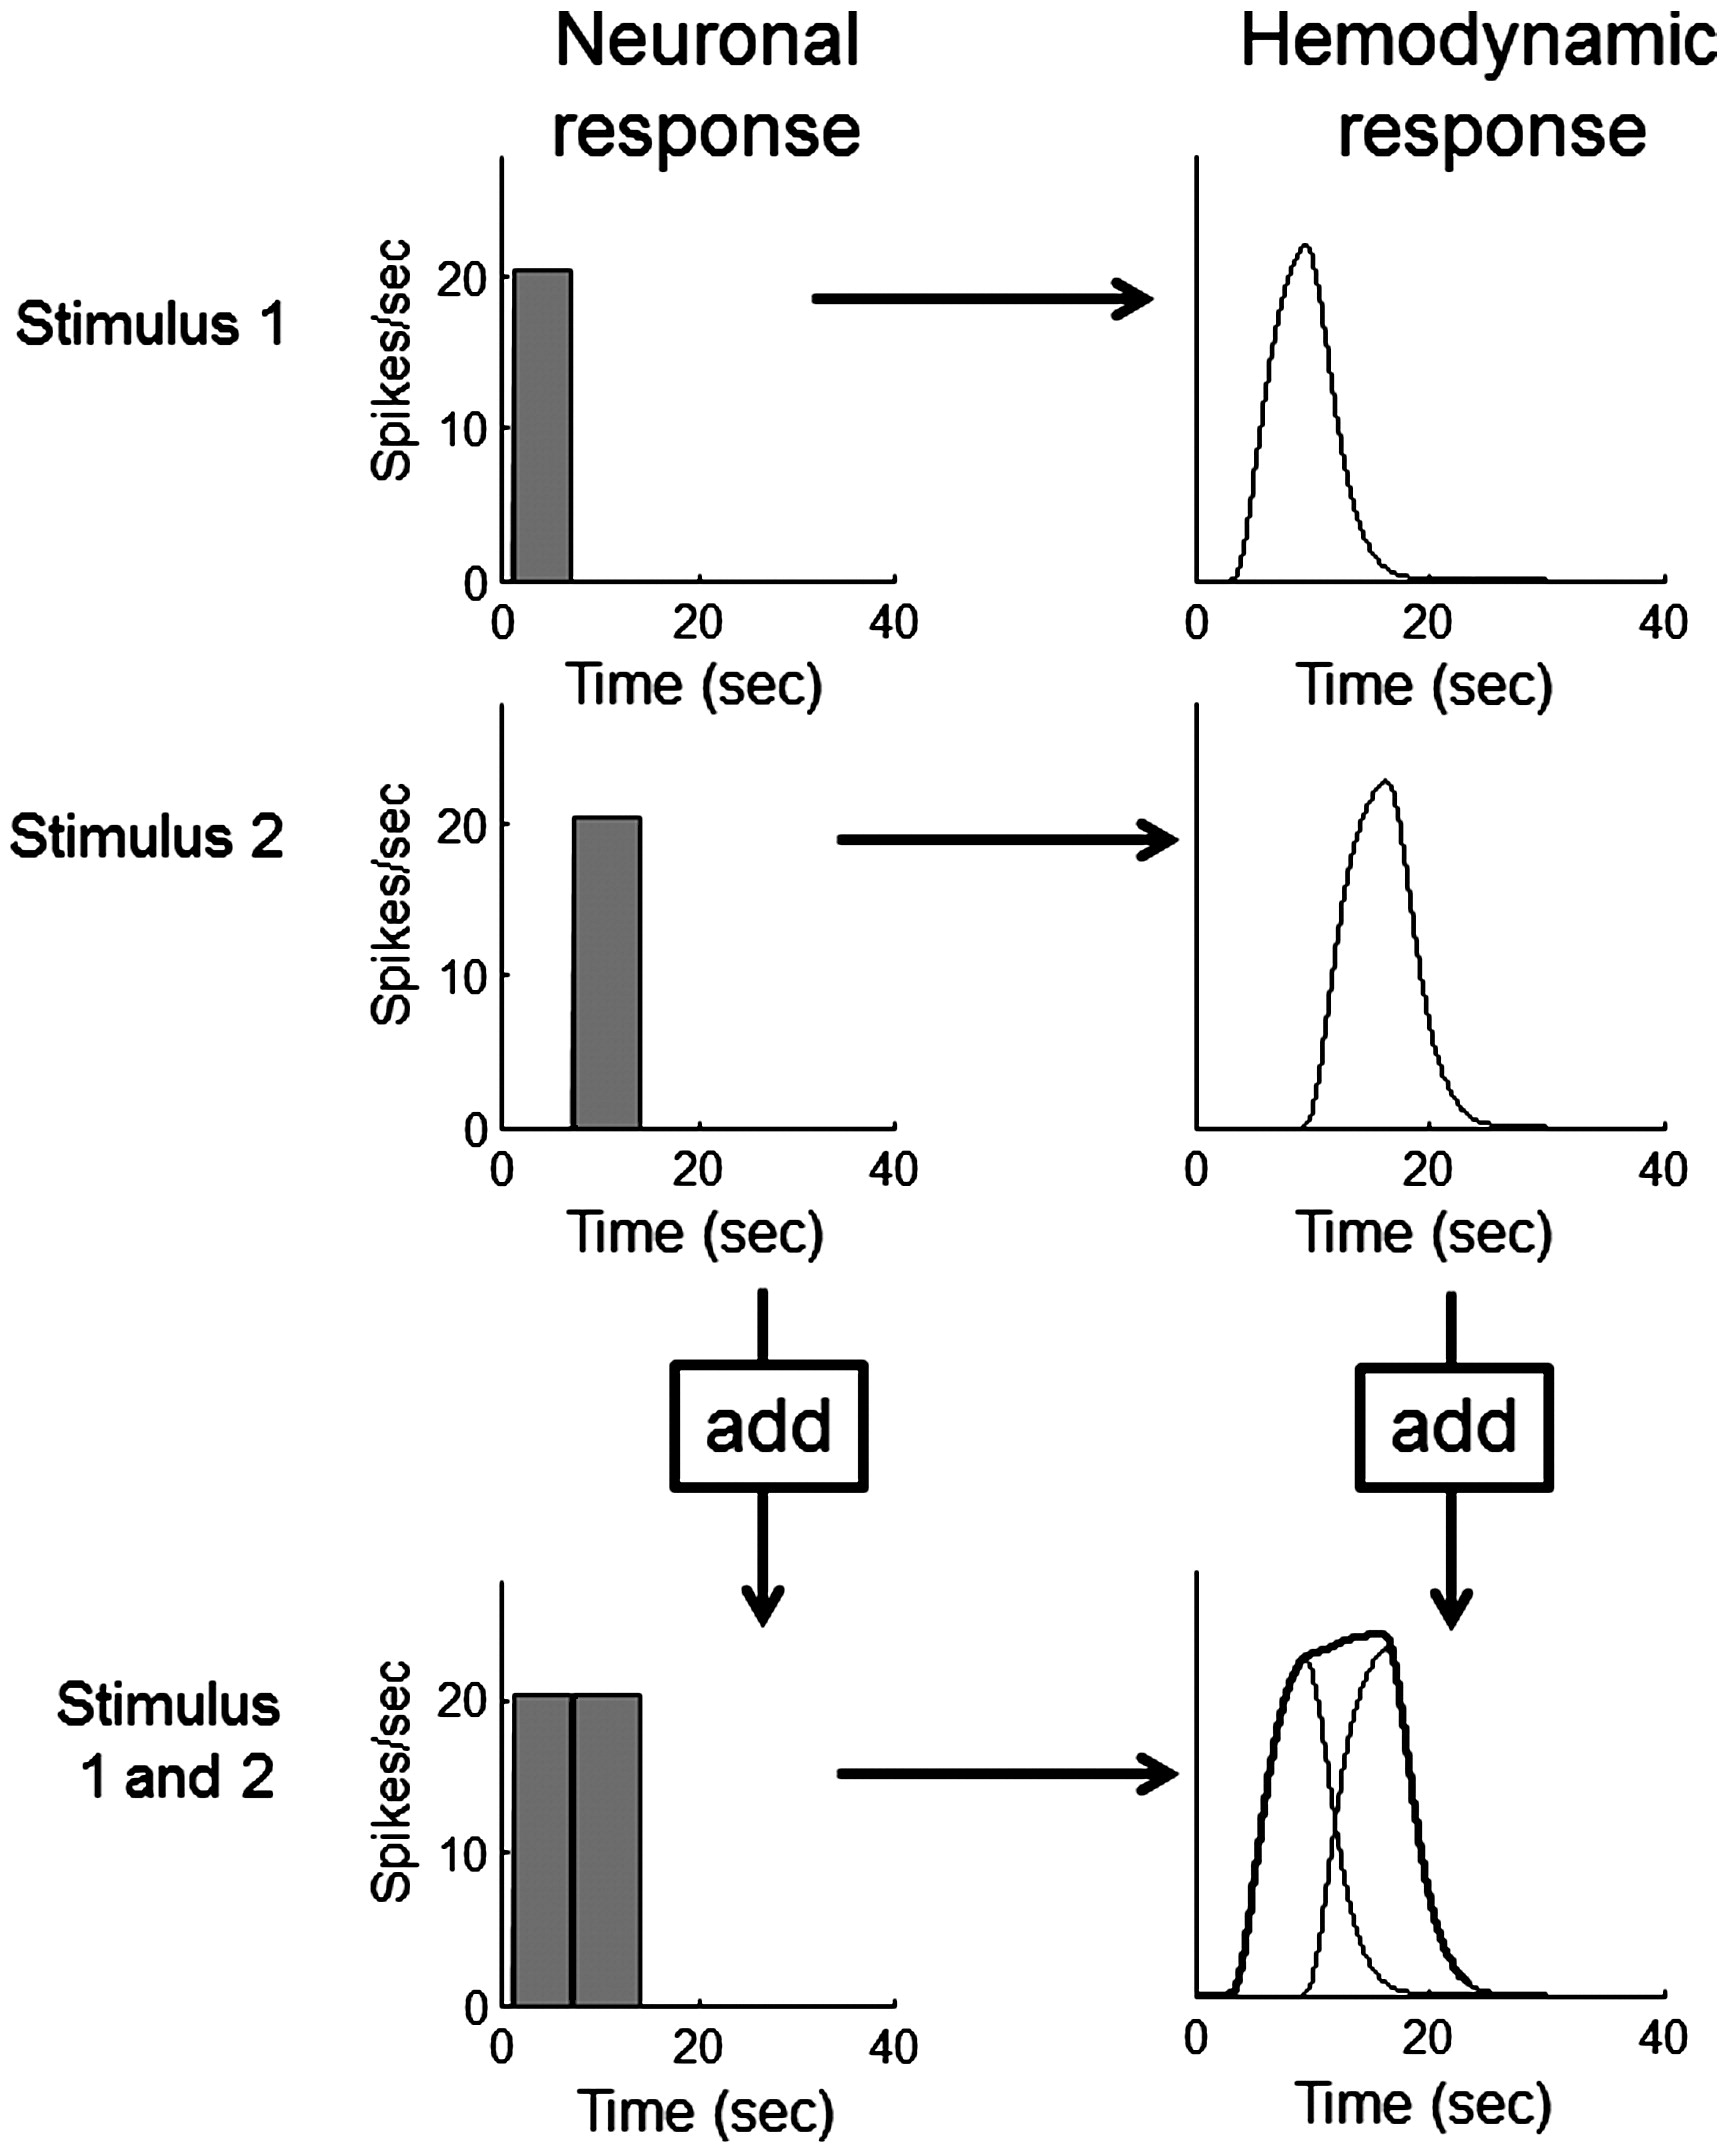 Neuronal
response
Hemodynamic
response
Stimulus 1
Spikes/sec
20
10
0
0 20 40
Time (sec)
0 20 40
Time (sec)
Stimulus 2
Spikes/sec
20
10
0
0 20 40
Time (sec)
0 20 40
Time (sec)
add
add
Stimulus
1 and 2
Spikes/sec
20
10
0
0 20 40
Time (sec)
0 20 40
Time (sec)